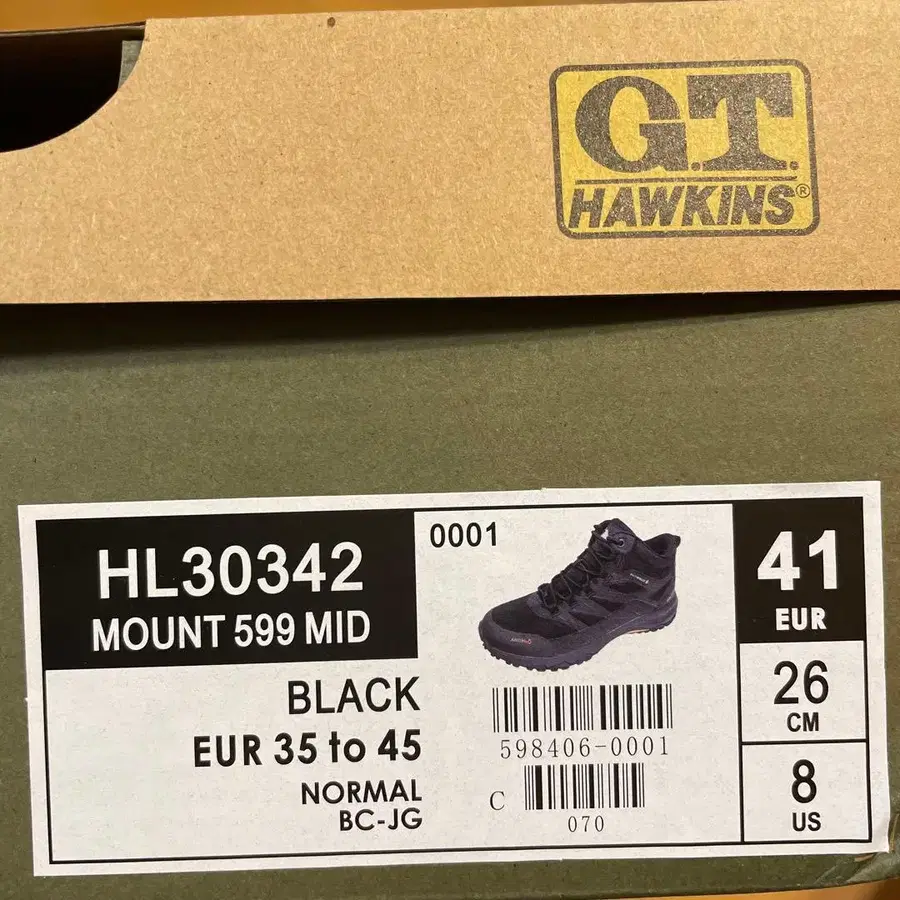 G.T.
HAWKINS®
HL30342
MOUNT 599 MID
0001
41
EUR
BLACK
EUR 35 to 45
NORMAL
BC-JG
598406-0001
C
070
26
CM
8
US